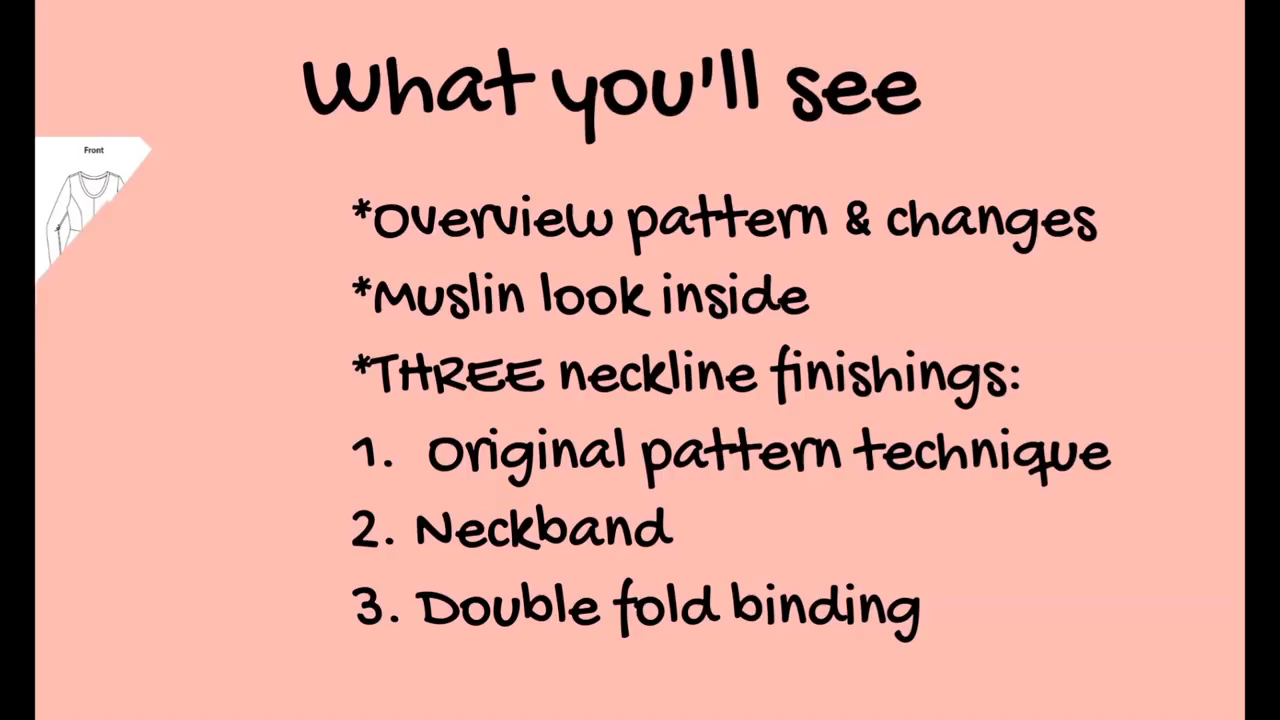 What you'll see
Front
*Overview pattern & changes
*Muslin look inside
*THREE neckline finishings:
1. Original pattern technique
2. Neckband
3. Double fold binding